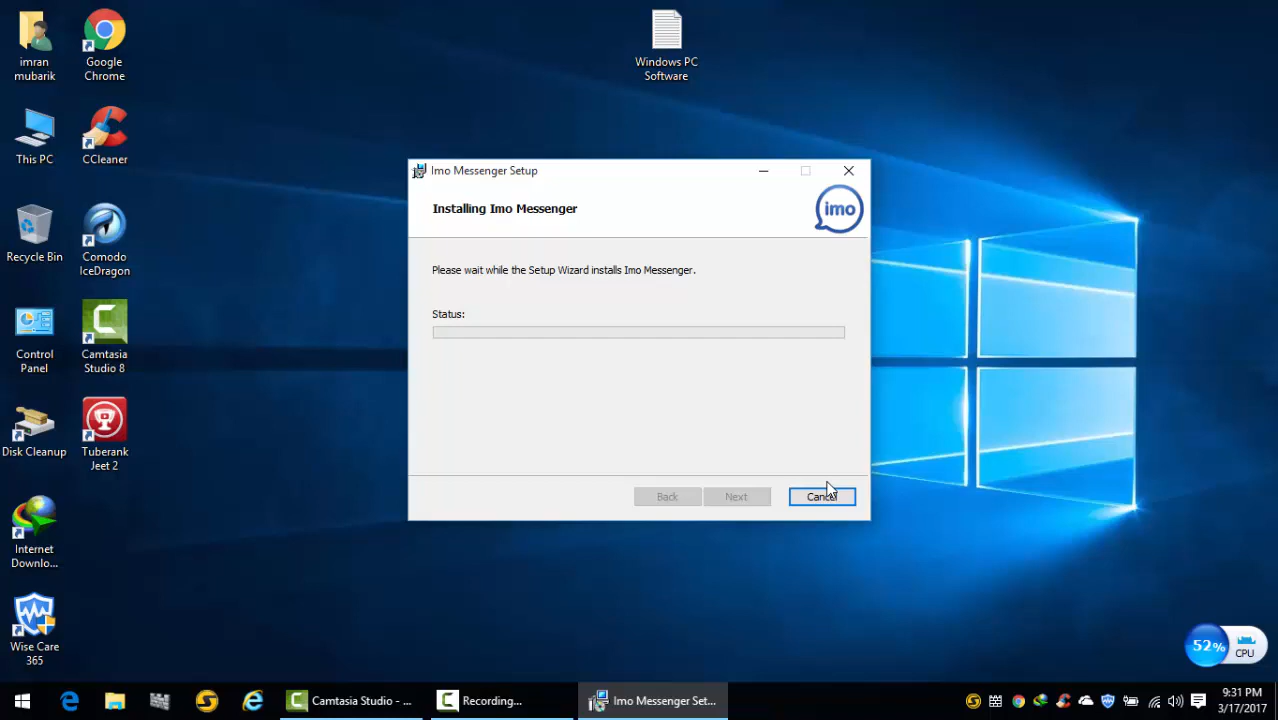 imran
mubarik
Google
Chrome
Windows PC
Software
This PC
CCleaner
Recycle Bin
Comodo
IceDragon
Control
Panel
Camtasia
Studio 8
Disk Cleanup
Tuberank
Jeet 2
Internet
Downlo...
Wise Care
365
Imo Messenger Setup
Installing Imo Messenger
imo
Please wait while the Setup Wizard installs Imo Messenger.
Status:
Back
Next
Cancel
52%
CPU
Camtasia Studio - ...
Recording...
Imo Messenger Set...
9:31 PM
3/17/2017